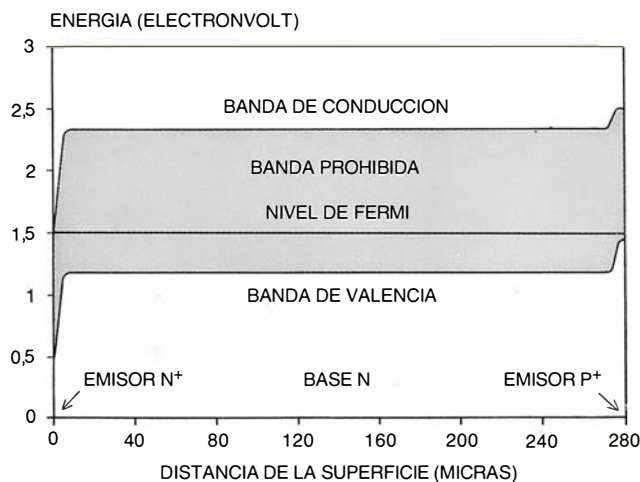 ENERGIA (ELECTRONVOLT)
3
2,5
2
1,5
1
0,5
0
BANDA DE CONDUCCION
BANDA PROHIBIDA
NIVEL DE FERMI
BANDA DE VALENCIA
EMISOR N+
BASE N
EMISOR P+
0
40
80
120
160
200
240
280
DISTANCIA DE LA SUPERFICIE (MICRAS)